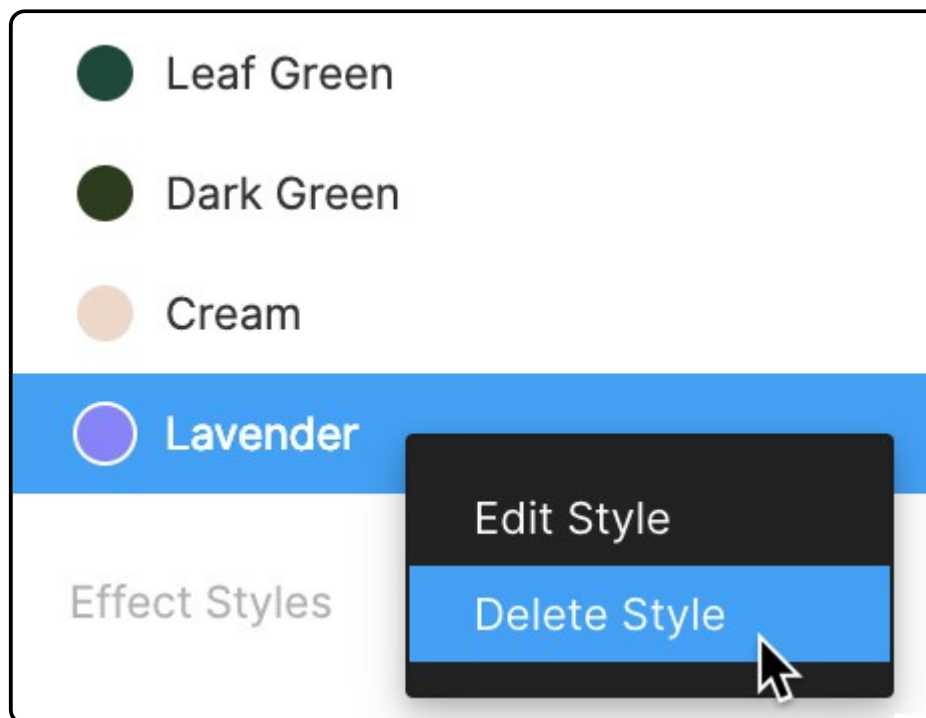 Leaf Green
Dark Green
Cream
Lavender
Edit Style
Effect Styles
Delete Style